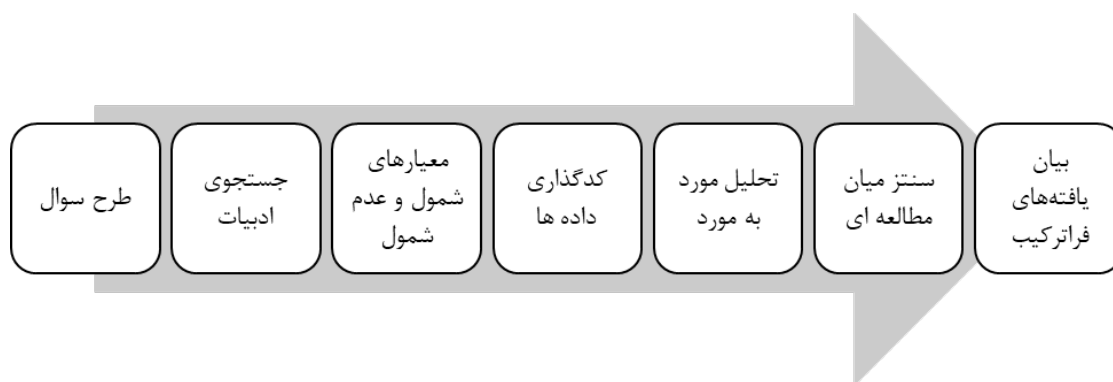 طرح سوال
جستجوی
ادبیات
معیارهای
شمول و عدم
شمول
کدگذاری
داده ها
تحلیل مورد
به مورد
سنتز میان
مطالعه ای
بیان
یافته‌های
فراترکیب